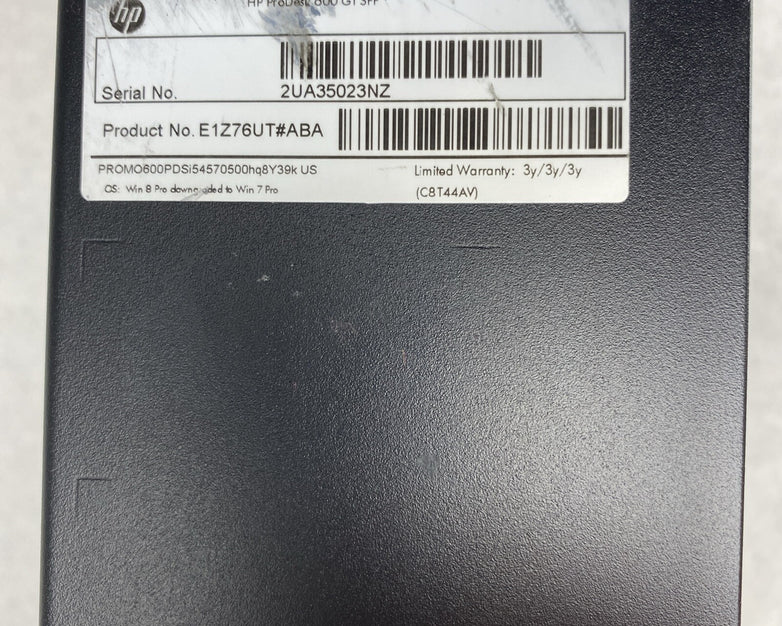 hp
HP ProDesk 600 G1 SFF
Serial No.
2UA35023NZ
Product No. E1Z76UT#ABA
PROMO600PDSi54570500hq8Y39k US
Limited Warranty: 3y/3y/3y
OS: Win 8 Pro downgraded to Win 7 Pro
(C8T44AV)